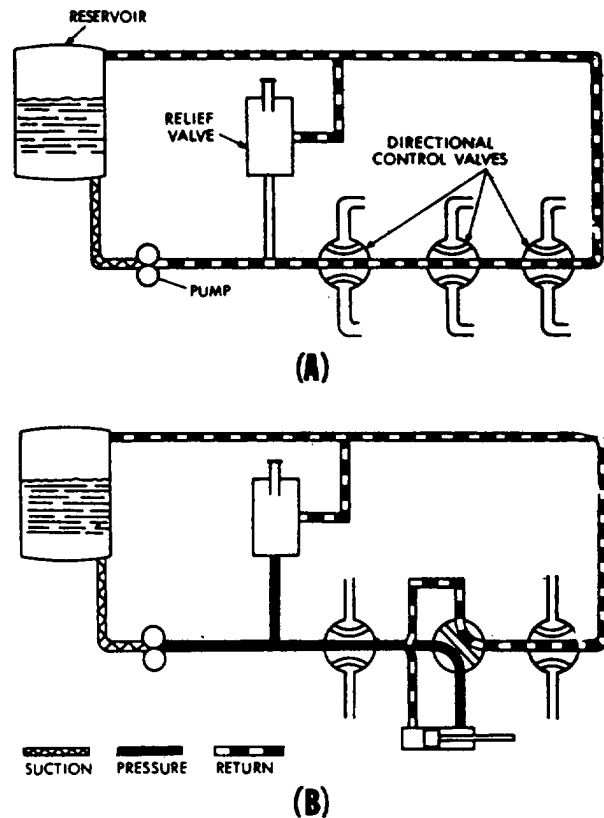 RESERVOIR
RELIEF
VALVE
DIRECTIONAL
CONTROL VALVES
PUMP
(A)
SUCTION PRESSURE RETURN
(B)